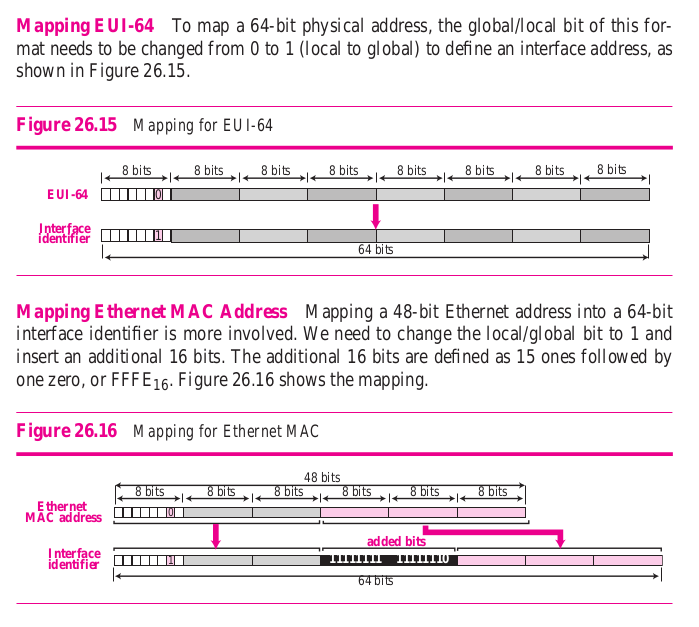 Mapping EUI-64 To map a 64-bit physical address, the global/local bit of this for-
mat needs to be changed from 0 to 1 (local to global) to define an interface address, as
shown in Figure 26.15.
Figure 26.15 Mapping for EUI-64
8 bits 8 bits 8 bits 8 bits 8 bits 8 bits 8 bits 8 bits
EUI-64 0
Interface
identifier 1
64 bits
Mapping Ethernet MAC Address Mapping a 48-bit Ethernet address into a 64-bit
interface identifier is more involved. We need to change the local/global bit to 1 and
insert an additional 16 bits. The additional 16 bits are defined as 15 ones followed by
one zero, or FFFE16. Figure 26.16 shows the mapping.
Figure 26.16 Mapping for Ethernet MAC
48 bits
8 bits 8 bits 8 bits 8 bits 8 bits 8 bits
Ethernet
MAC address 0
added bits
Interface
identifier 1 11111111 11111110
64 bits